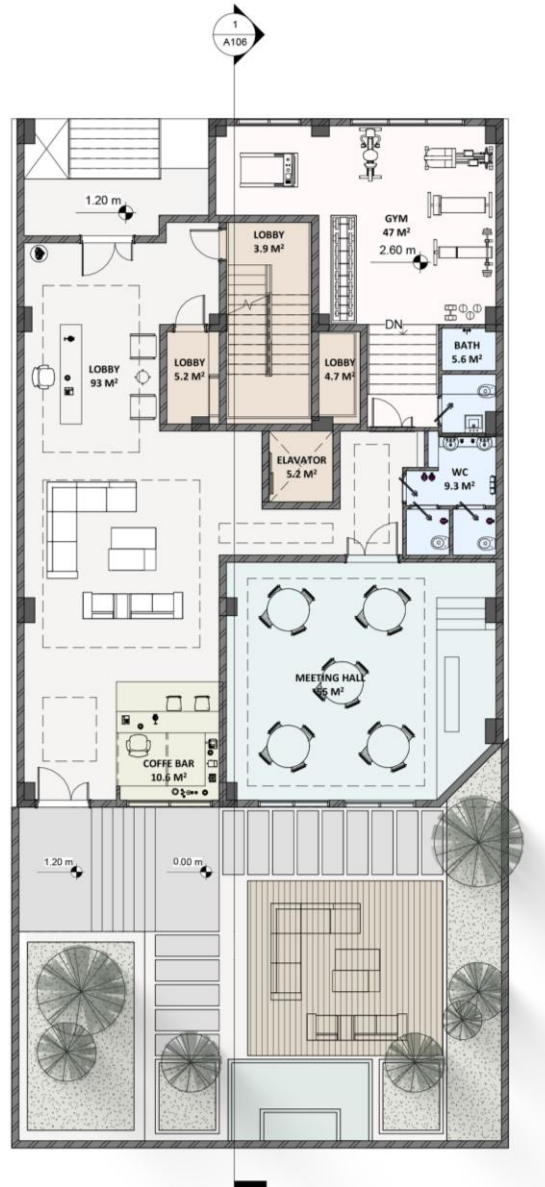 1
A106
1.20 m
LOBBY
3.9 M²
GYM
47 M²
2.60 m
DN
LOBBY
93 M²
LOBBY
5.2 M²
LOBBY
4.7 M²
BATH
5.6 M²
ELAVATOR
5.2 M²
WC
9.3 M²
MEETING HALL
M²
COFFE BAR
10.6 M²
1.20 m
0.00 m